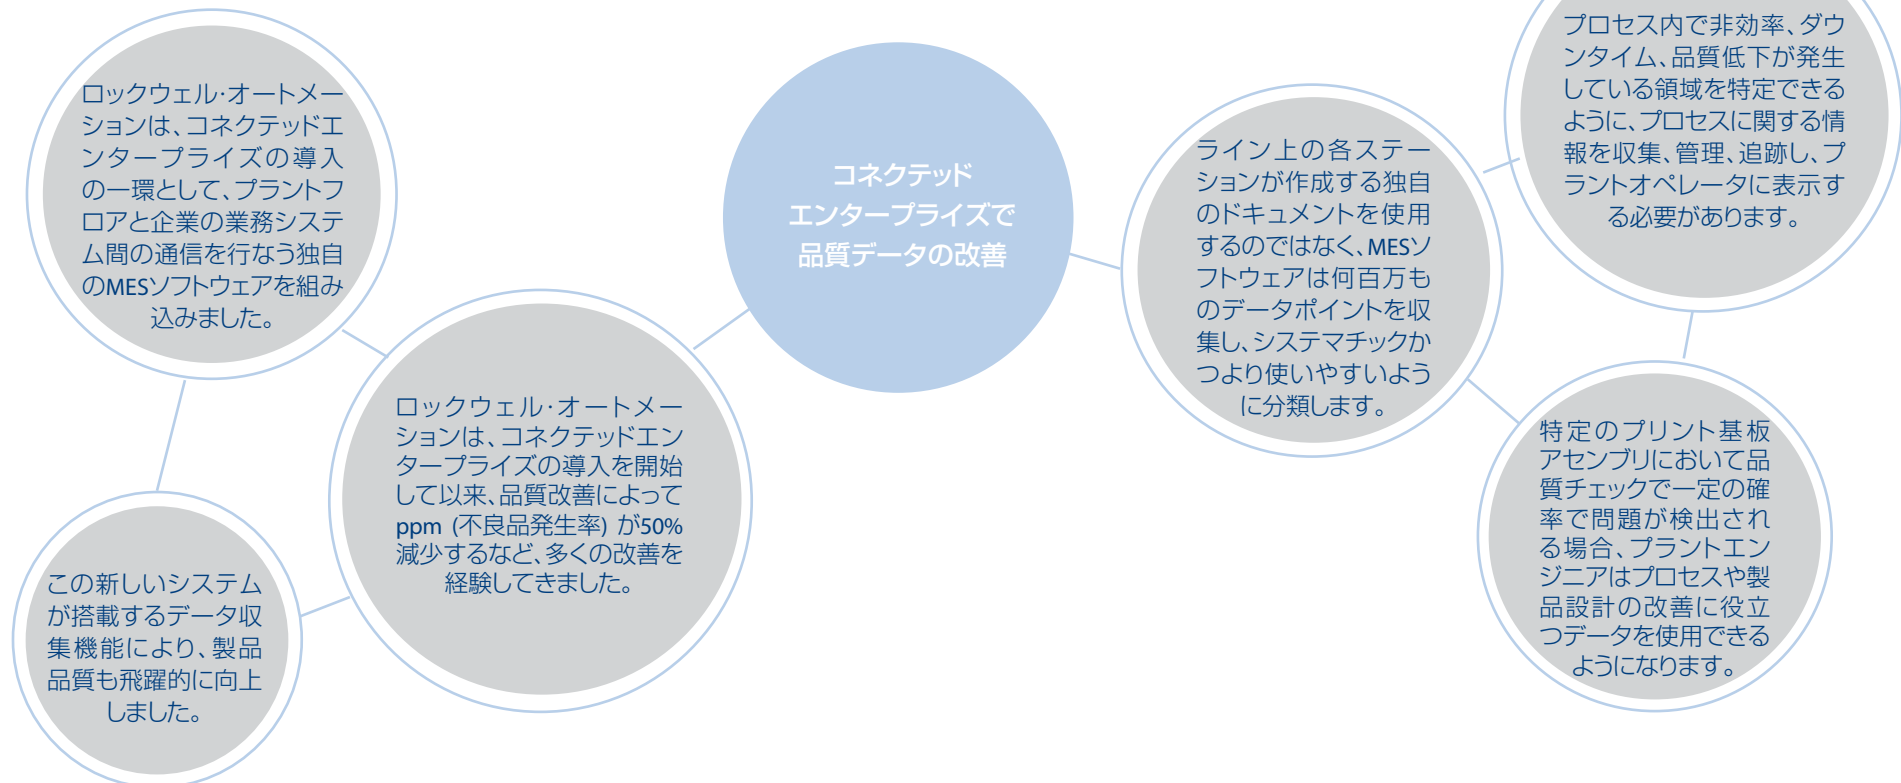 ロックウェル・オートメー
ションは、コネクテッドエ
ンタープライズの導入
の一環として、プラントフ
ロアと企業の業務システ
ム間の通信を行なう独自
のMESソフトウェアを組み
込みました。
この新しいシステム
が搭載するデータ収
集機能により、製品
品質も飛躍的に向上
しました。
ロックウェル・オートメー
ションは、コネクテッドエン
タープライズの導入を開始
して以来、品質改善によって
ppm (不良品発生率) が50%
減少するなど、多くの改善を
経験してきました。
コネクテッド
エンタープライズで
品質データの改善
ライン上の各ステー
ションが作成する独自
のドキュメントを使用
するのではなく、MESソ
フトウェアは何百万も
のデータポイントを収
集し、システマチックか
つより使いやすいよう
に分類します。
プロセス内で非効率、ダウ
ンタイム、品質低下が発生
している領域を特定できる
ように、プロセスに関する情
報を収集、管理、追跡し、プ
ラントオペレータに表示す
る必要があります。
特定のプリント基板
アセンブリにおいて品
質チェックで一定の確
率で問題が検出され
る場合、プラントエン
ジニアはプロセスや製
品設計の改善に役立
つデータを使用できる
ようになります。